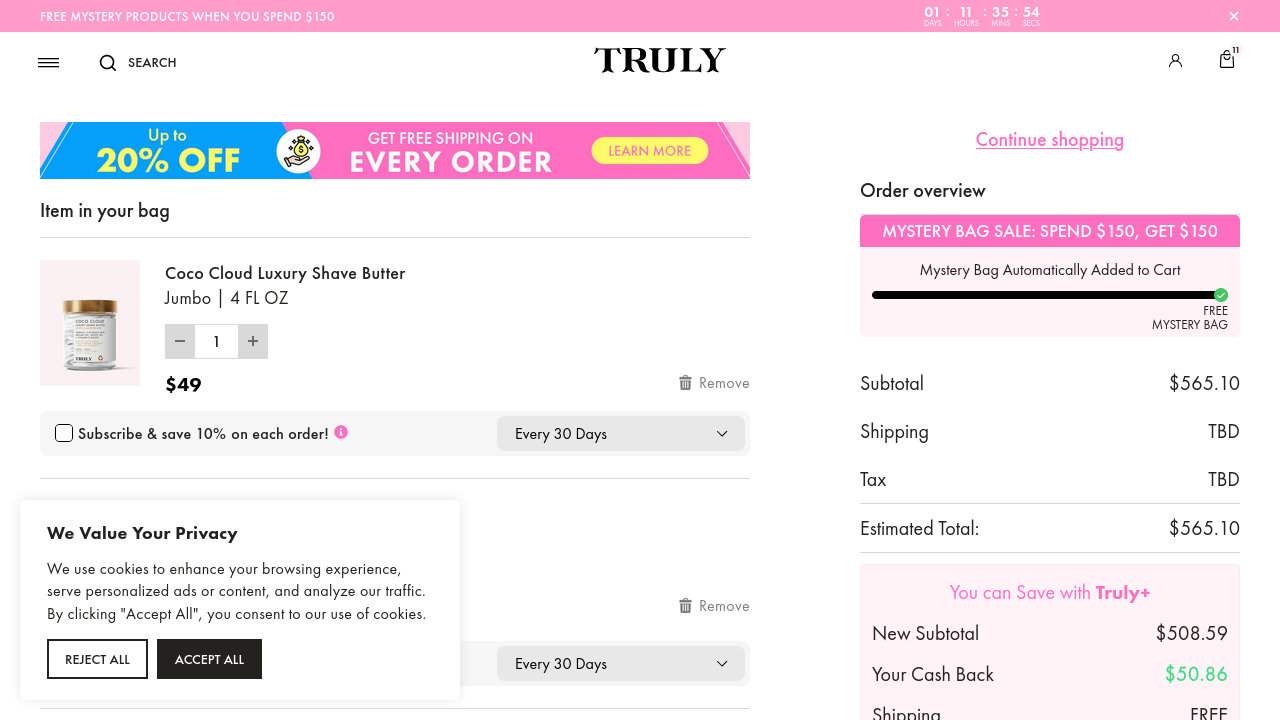 FREE MYSTERY PRODUCTS WHEN YOU SPEND $150
01 : 11 : 35 : 54
DAYS HOURS MINS SECS
SEARCH
TRULY
11
Up to
20% OFF
GET FREE SHIPPING ON
EVERY ORDER
LEARN MORE
Item in your bag
Coco Cloud Luxury Shave Butter
Jumbo | 4 FL OZ
COCO CLOUD
LUXURY SHAVE BUTTER
TRULY
1
$49
Remove
Subscribe & save 10% on each order!
Every 30 Days
Remove
Every 30 Days
We Value Your Privacy
We use cookies to enhance your browsing experience,
serve personalized ads or content, and analyze our traffic.
By clicking "Accept All", you consent to our use of cookies.
REJECT ALL
ACCEPT ALL
Continue shopping
Order overview
MYSTERY BAG SALE: SPEND $150, GET $150
Mystery Bag Automatically Added to Cart
FREE
MYSTERY BAG
Subtotal $565.10
Shipping TBD
Tax TBD
Estimated Total: $565.10
You can Save with Truly+
New Subtotal $508.59
Your Cash Back $50.86
Shipping FREE